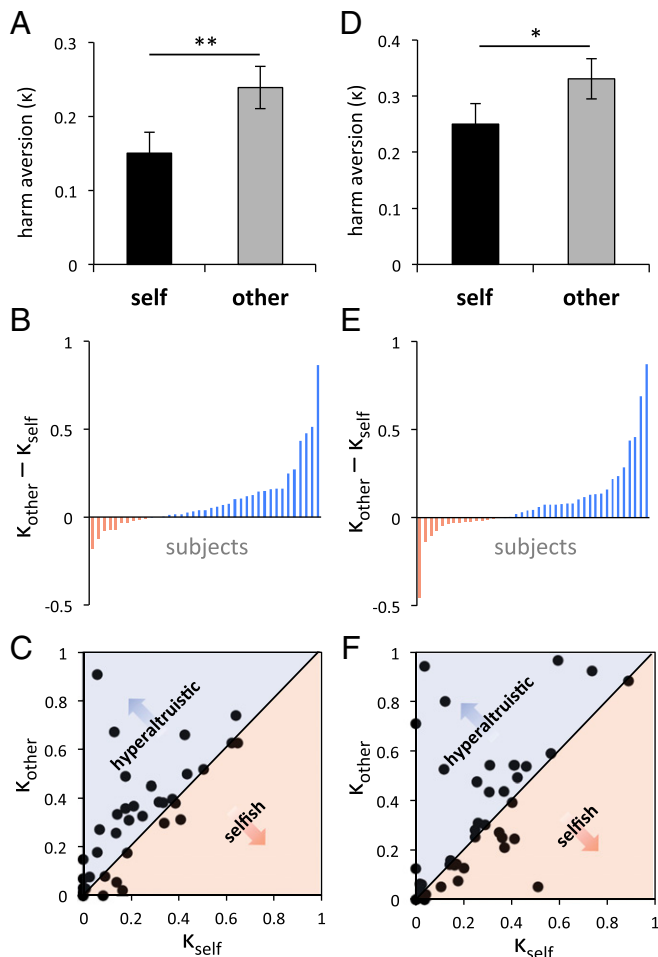 A
0.3
0.2
0.1
0
harm aversion (κ)
**
self
other
D
0.4
0.3
0.2
0.1
0
harm aversion (κ)
*
self
other
B
1
0.5
0
-0.5
κother – κself
subjects
E
1
0.5
0
-0.5
κother – κself
subjects
C
1
0.8
0.6
0.4
0.2
0
κother
hyperaltruistic
selfish
0 0.2 0.4 0.6 0.8 1
κself
F
1
0.8
0.6
0.4
0.2
0
κother
hyperaltruistic
selfish
0 0.2 0.4 0.6 0.8 1
κself